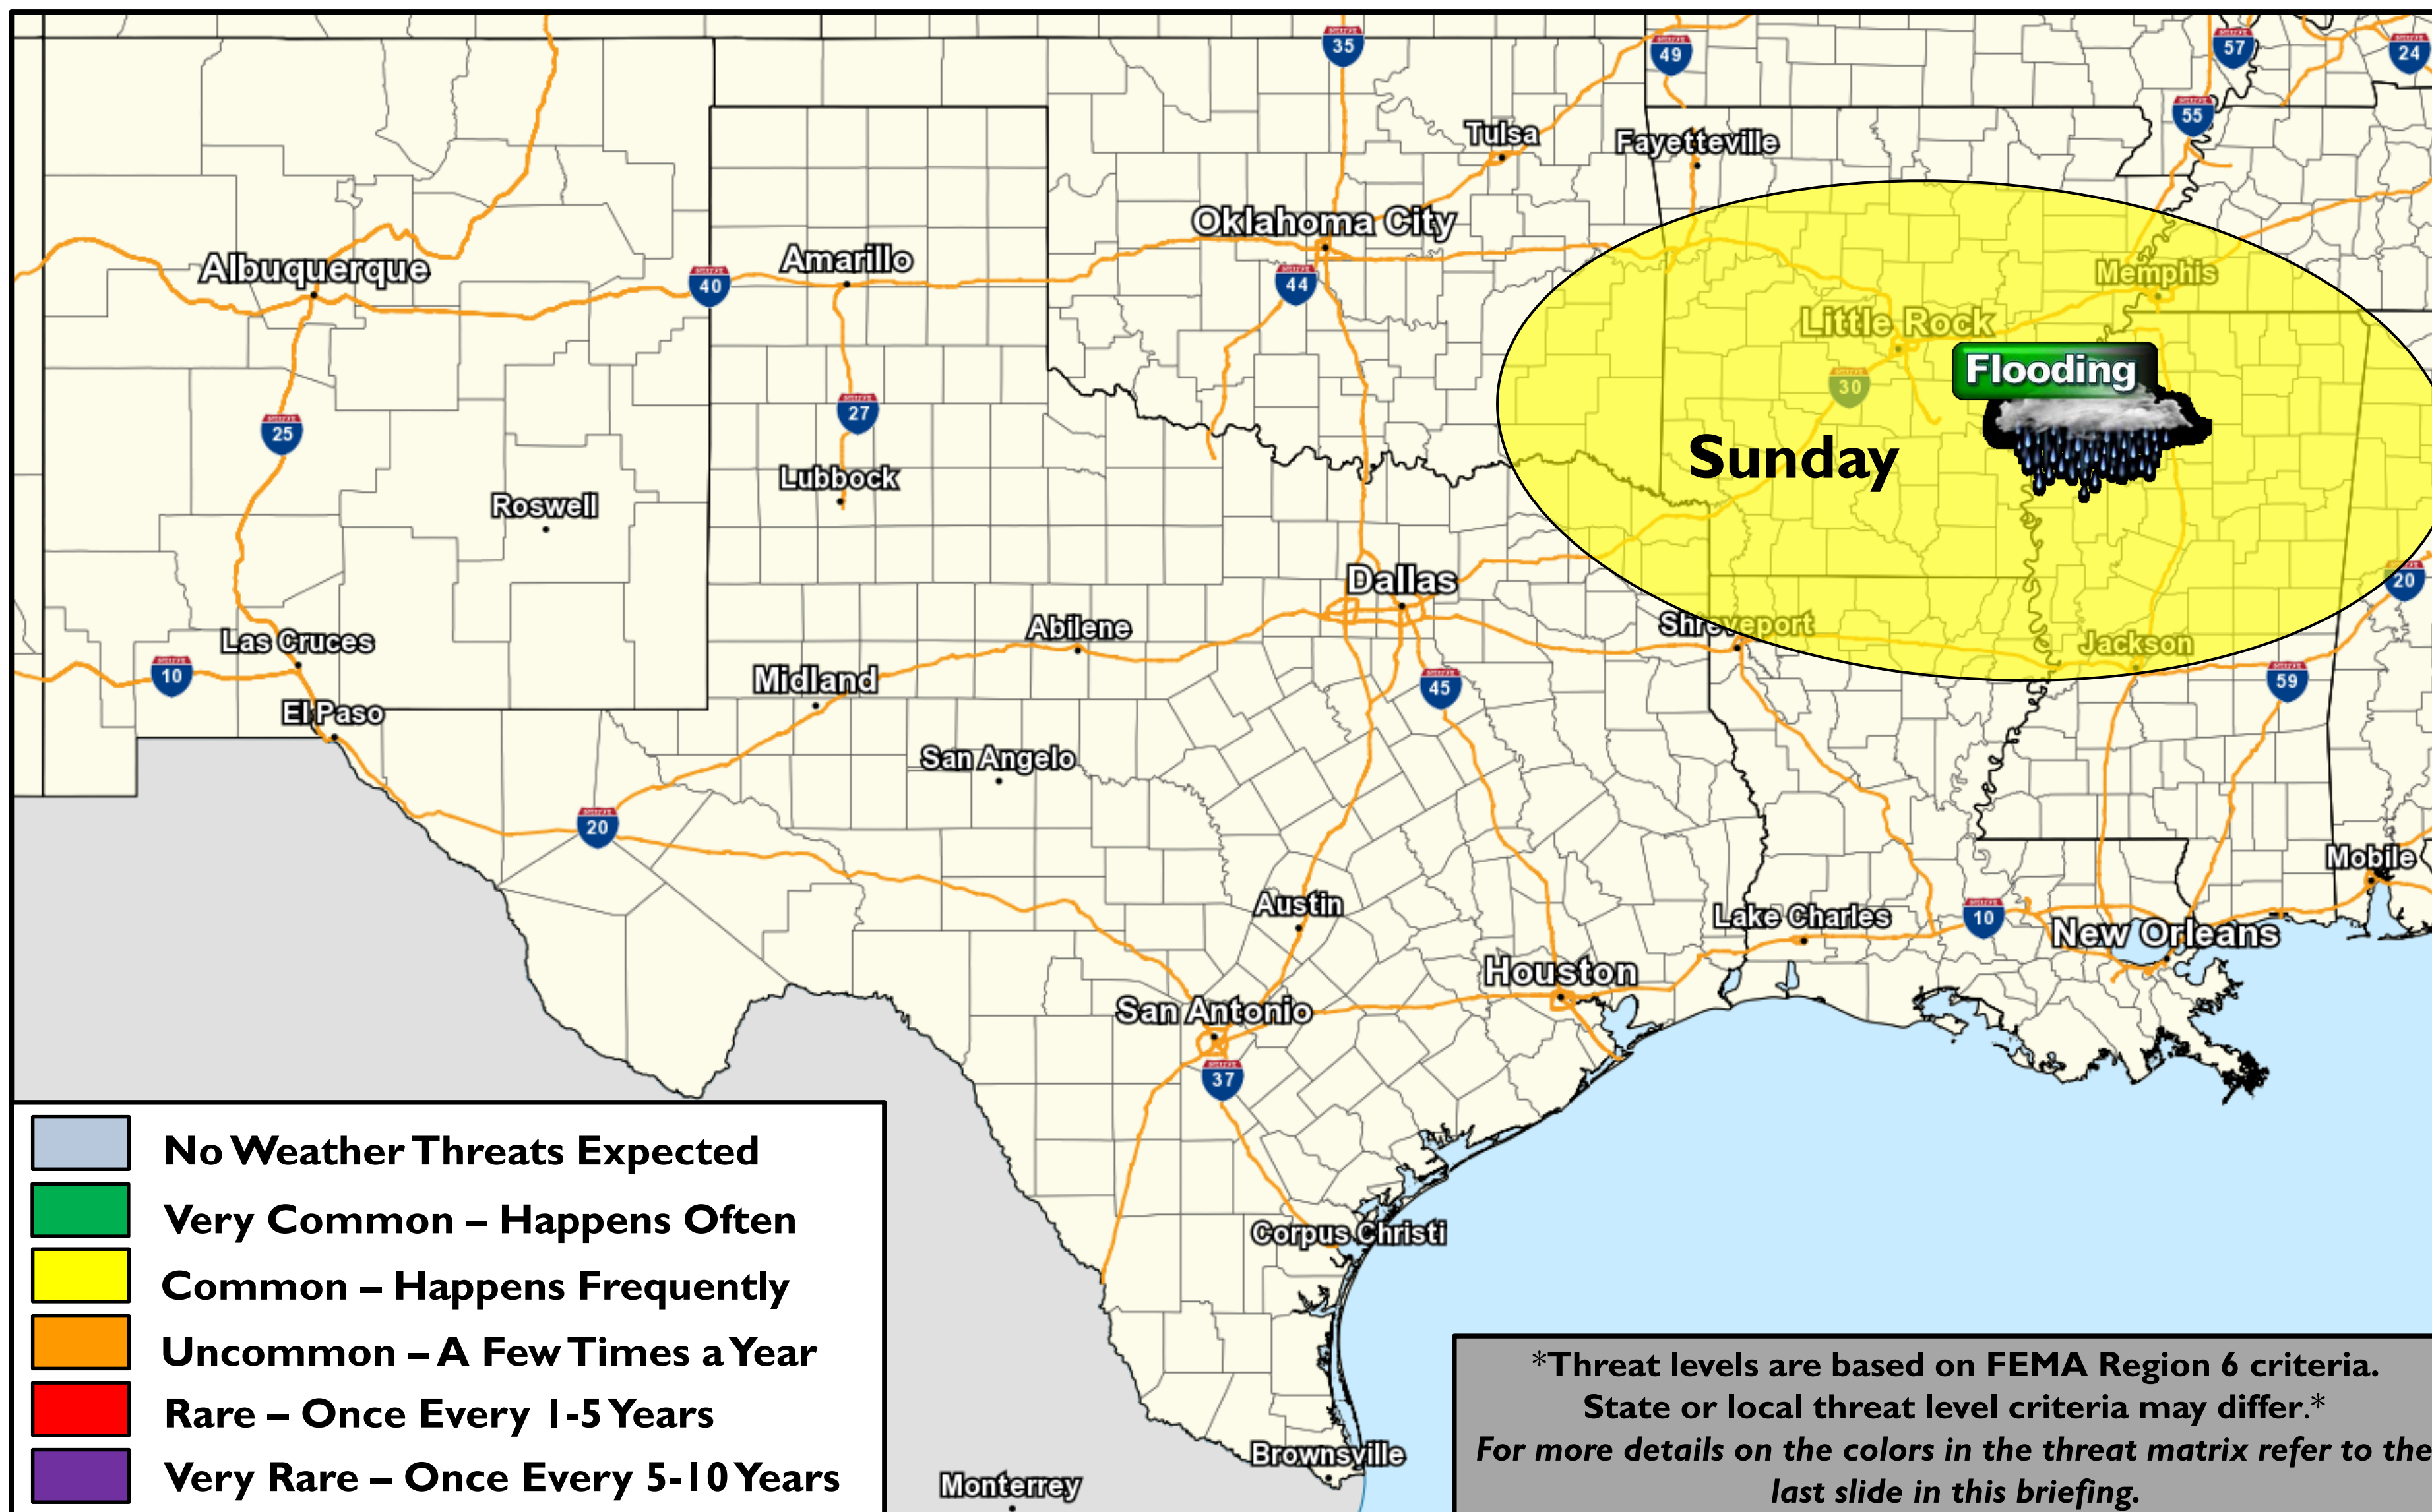 35
49
57
24
55
Tulsa
Fayetteville
Oklahoma City
Albuquerque
Amarillo
40
44
Memphis
Little Rock
Flooding
30
27
25
Sunday
Lubbock
Roswell
Dallas
20
Las Cruces
Abilene
Shreveport
Jackson
10
Midland
45
59
El Paso
San Angelo
20
Mobile
Austin
Lake Charles
10
New Orleans
Houston
San Antonio
37
Corpus Christi
Brownsville
Monterrey
No Weather Threats Expected
Very Common – Happens Often
Common – Happens Frequently
Uncommon – A Few Times a Year
Rare – Once Every 1-5 Years
Very Rare – Once Every 5-10 Years
*Threat levels are based on FEMA Region 6 criteria.
State or local threat level criteria may differ.*
For more details on the colors in the threat matrix refer to the
last slide in this briefing.